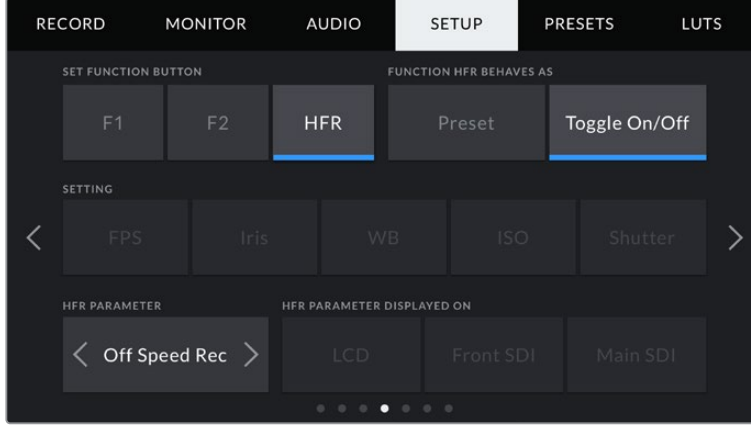 RECORD MONITOR AUDIO SETUP PRESETS LUTS
SET FUNCTION BUTTON FUNCTION HFR BEHAVES AS
F1 F2 HFR Preset Toggle On/Off
SETTING
FPS Iris WB ISO Shutter
HFR PARAMETER HFR PARAMETER DISPLAYED ON
Off Speed Rec LCD Front SDI Main SDI